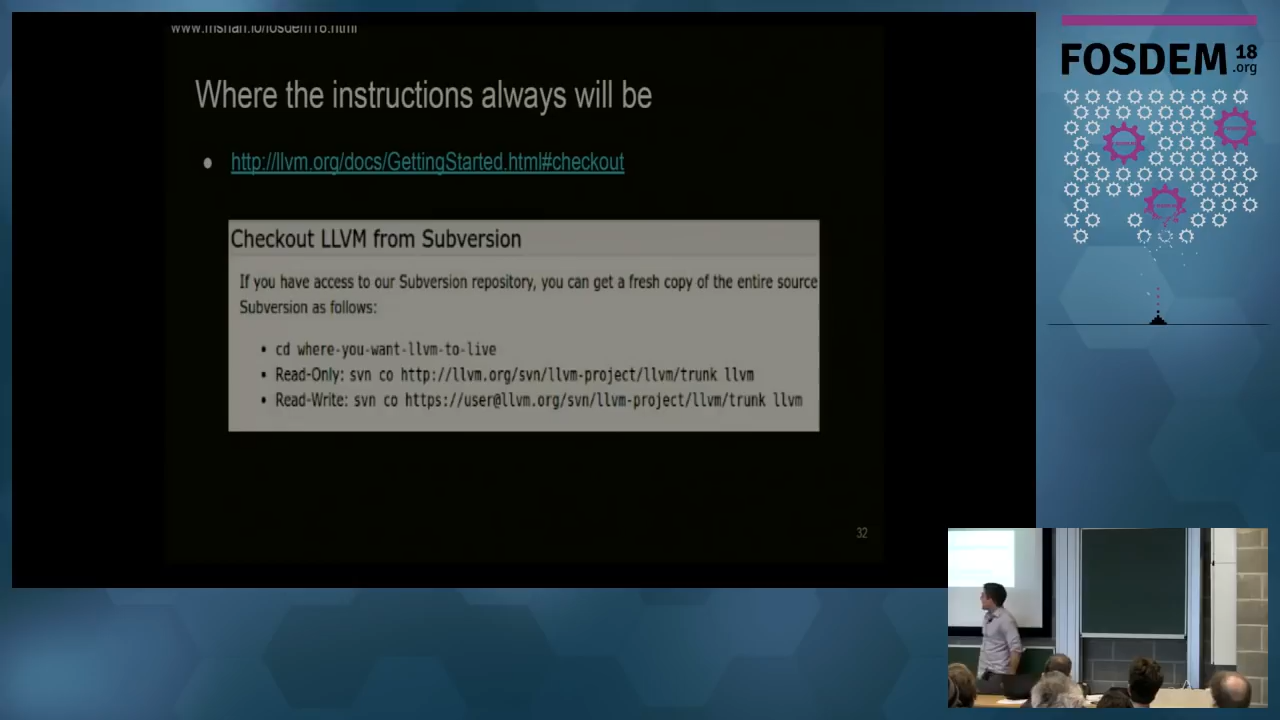 www.mshah.io/fosdem18.html
Where the instructions always will be
http://llvm.org/docs/GettingStarted.html#checkout
Checkout LLVM from Subversion
If you have access to our Subversion repository, you can get a fresh copy of the entire source
Subversion as follows:
• cd where-you-want-llvm-to-live
• Read-Only: svn co http://llvm.org/svn/llvm-project/llvm/trunk llvm
• Read-Write: svn co https://user@llvm.org/svn/llvm-project/llvm/trunk llvm
32
FOSDEM 18
.org